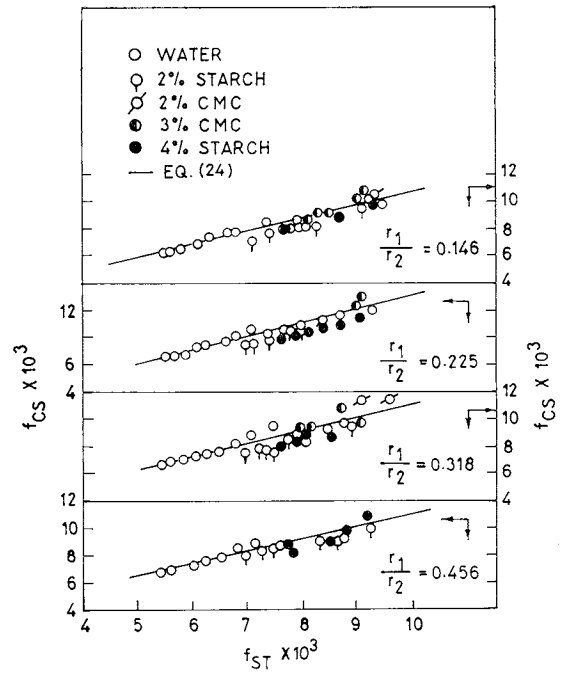 WATER
2% STARCH
2% CMC
3% CMC
4% STARCH
EQ. (24)
12
10
8
6
4
r1/r2 = 0.146
12
6
4
r1/r2 = 0.225
12
10
8
6
4
r1/r2 = 0.318
12
10
8
6
4
r1/r2 = 0.456
fCS X 10³
fCS X 10³
4 5 6 7 8 9 10
fST X10³